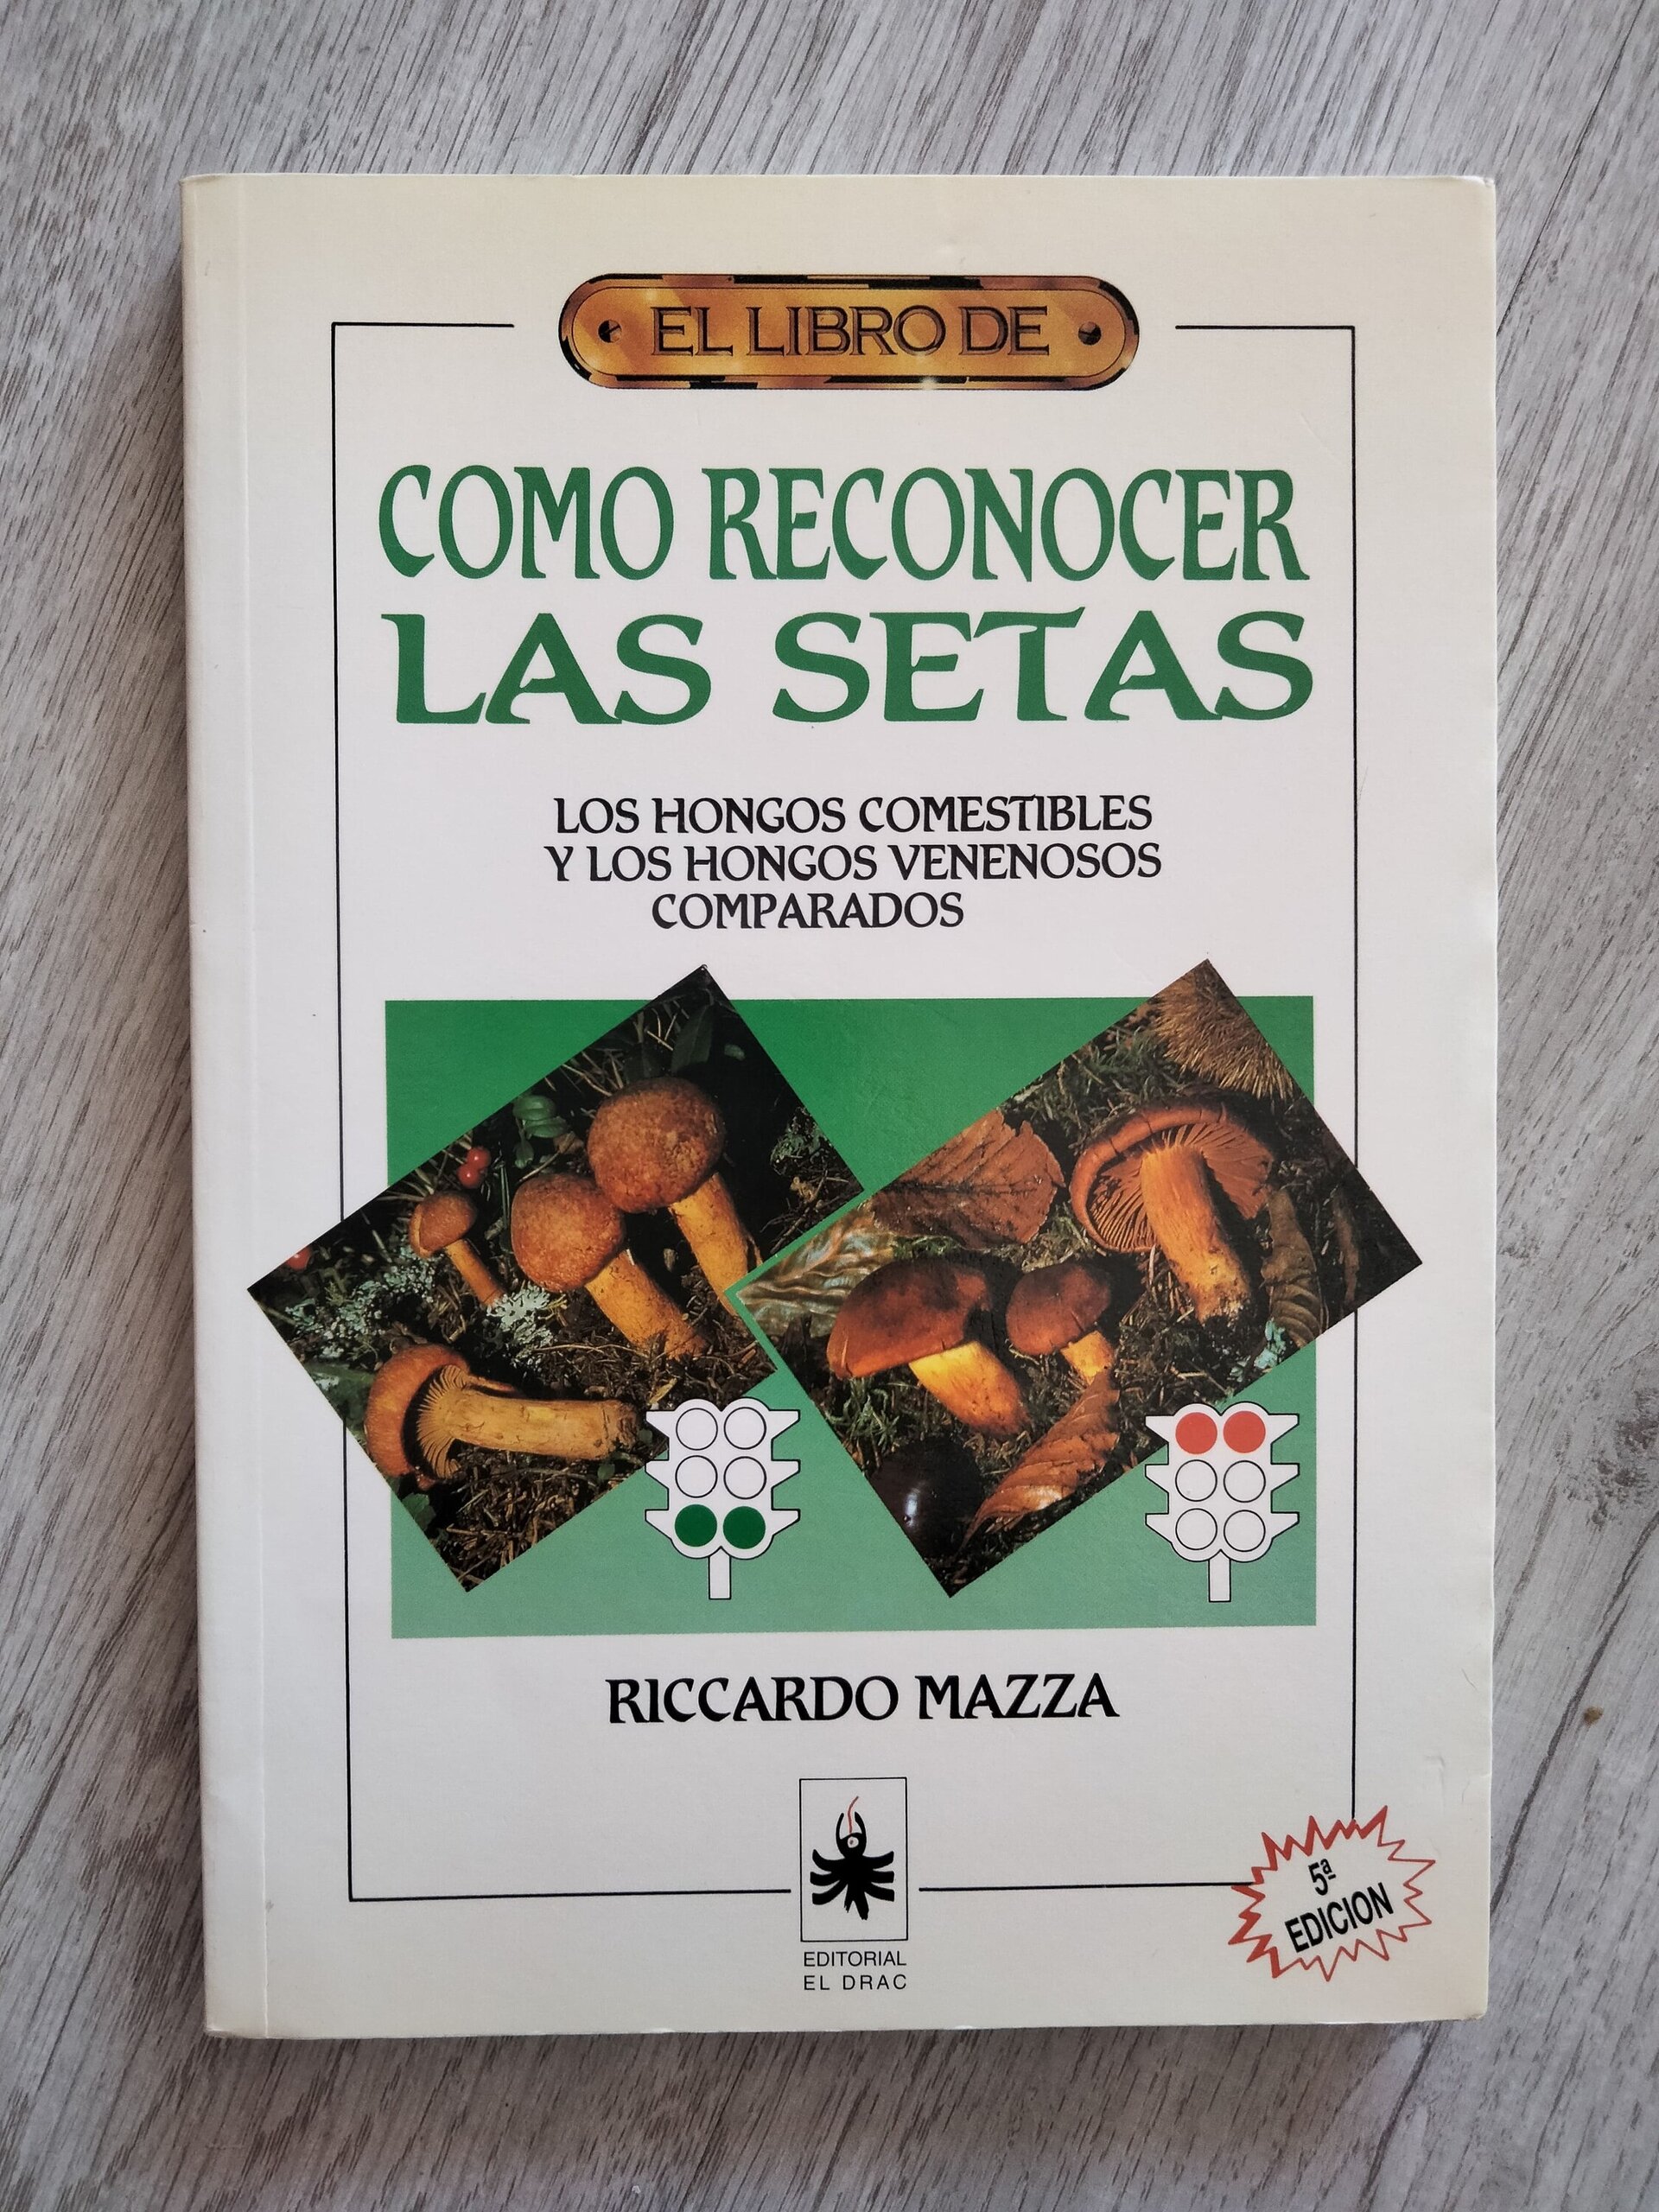 EL LIBRO DE
COMO RECONOCER
LAS SETAS
LOS HONGOS COMESTIBLES
Y LOS HONGOS VENENOSOS
COMPARADOS
RICCARDO MAZZA
EDITORIAL
EL DRAC
5ª
EDICION